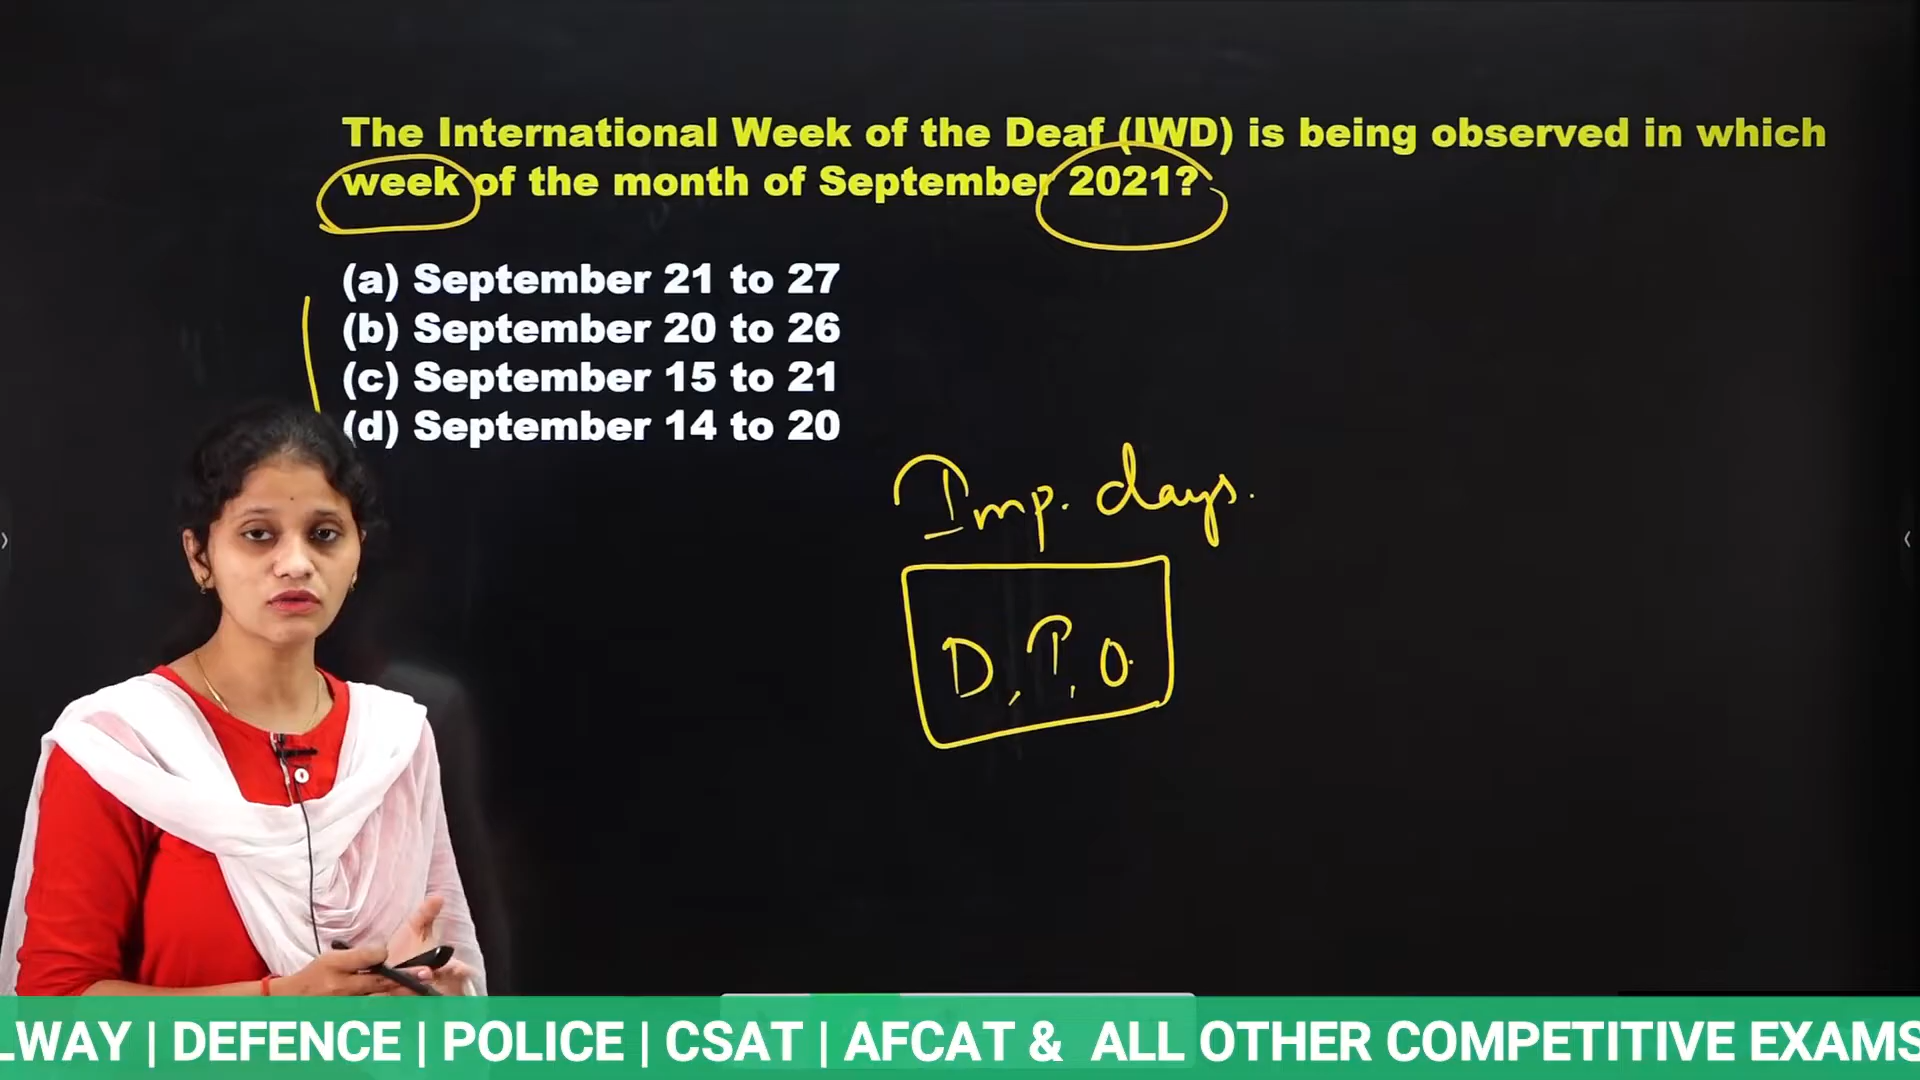 The International Week of the Deaf (IWD) is being observed in which
week of the month of September 2021?
(a) September 21 to 27
(b) September 20 to 26
(c) September 15 to 21
(d) September 14 to 20
Imp. days.
D, T, O
LWAY | DEFENCE | POLICE | CSAT | AFCAT & ALL OTHER COMPETITIVE EXAMS